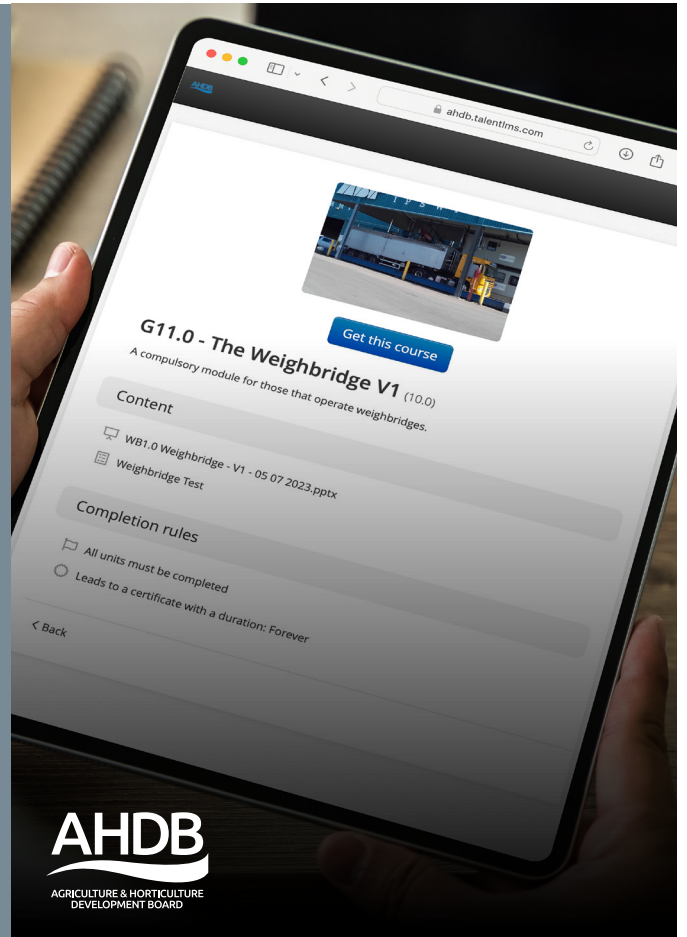 ahdb.talentlms.com
AHDB
Get this course
G11.0 - The Weighbridge V1 (10.0)
A compulsory module for those that operate weighbridges.
Content
WB1.0 Weighbridge - V1 - 05 07 2023.pptx
Weighbridge Test
Completion rules
All units must be completed
Leads to a certificate with a duration: Forever
< Back
AHDB
AGRICULTURE & HORTICULTURE
DEVELOPMENT BOARD